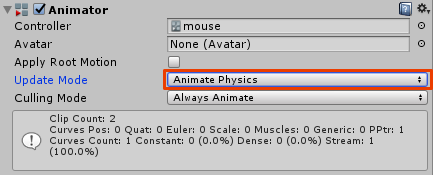 Animator
Controller mouse
Avatar None (Avatar)
Apply Root Motion
Update Mode Animate Physics
Culling Mode Always Animate
Clip Count: 2
Curves Pos: 0 Quat: 0 Euler: 0 Scale: 0 Muscles: 0 Generic: 0 PPtr: 1
Curves Count: 1 Constant: 0 (0.0%) Dense: 0 (0.0%) Stream: 1
(100.0%)